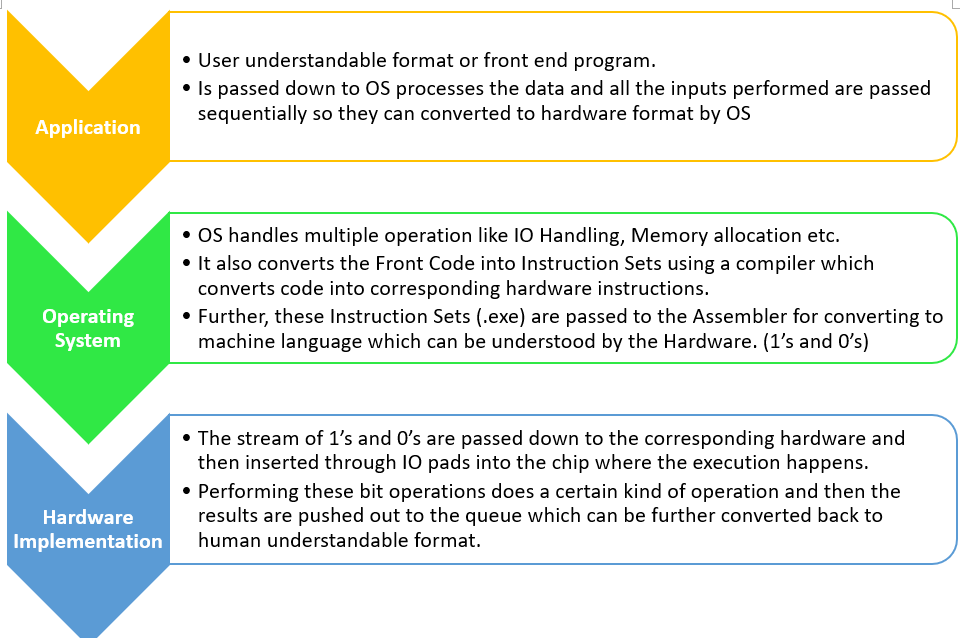 Application
• User understandable format or front end program.
• Is passed down to OS processes the data and all the inputs performed are passed
sequentially so they can converted to hardware format by OS
Operating
System
• OS handles multiple operation like IO Handling, Memory allocation etc.
• It also converts the Front Code into Instruction Sets using a compiler which
converts code into corresponding hardware instructions.
• Further, these Instruction Sets (.exe) are passed to the Assembler for converting to
machine language which can be understood by the Hardware. (1’s and 0’s)
Hardware
Implementation
• The stream of 1’s and 0’s are passed down to the corresponding hardware and
then inserted through IO pads into the chip where the execution happens.
• Performing these bit operations does a certain kind of operation and then the
results are pushed out to the queue which can be further converted back to
human understandable format.